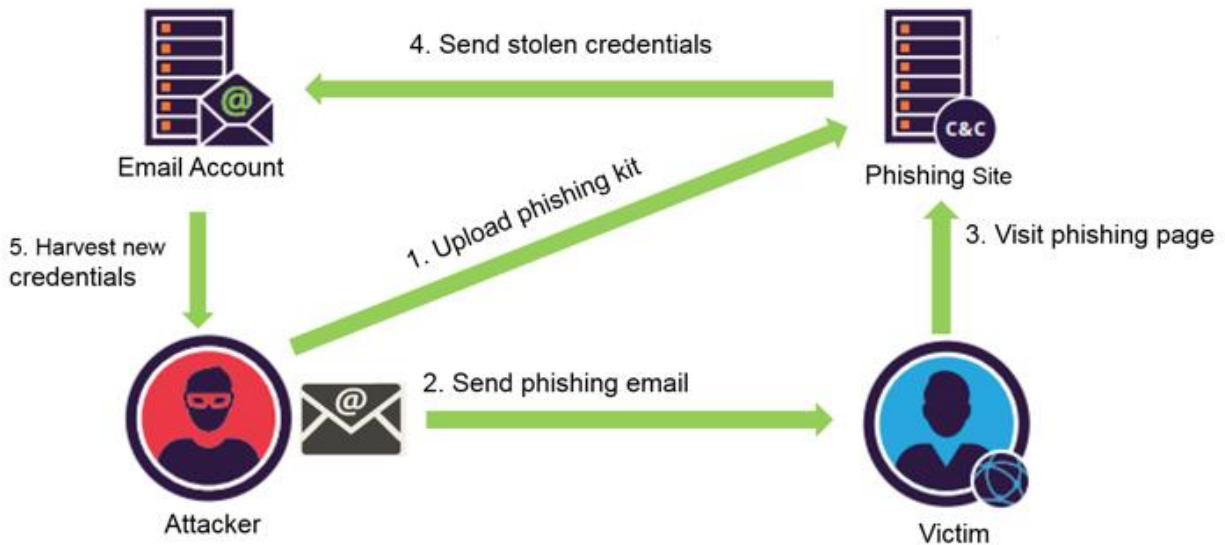 4. Send stolen credentials
@
C&C
Email Account
Phishing Site
1. Upload phishing kit
3. Visit phishing page
5. Harvest new
credentials
2. Send phishing email
@
Attacker
Victim